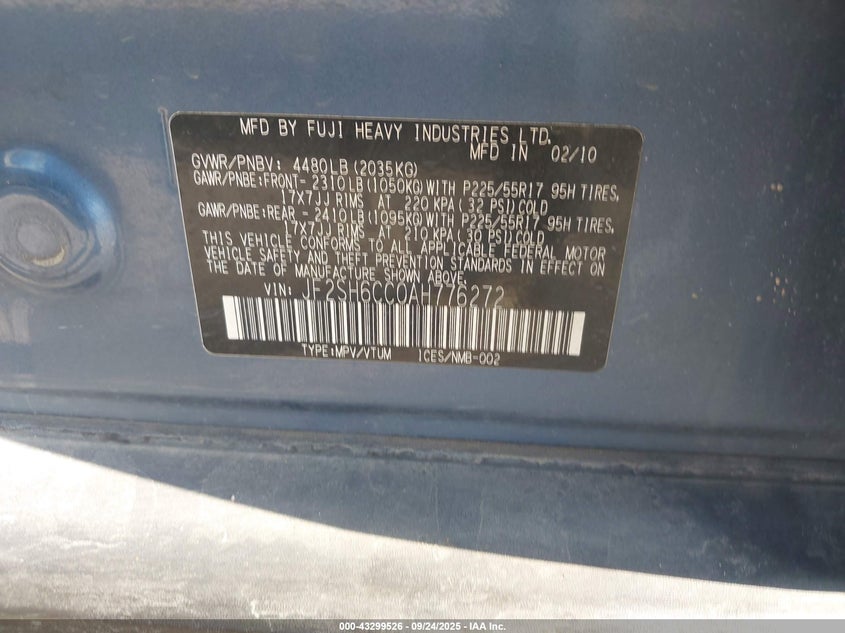 MFD BY FUJI HEAVY INDUSTRIES LTD.
MFD IN 02/10
GVWR/PNBV: 4480LB(2035KG)
GAWR/PNBE:FRONT- 2310LB(1050KG)WITH P225/55R17 95H TIRES,
17X7JJ RIMS AT 220 KPA(32 PSI)COLD
GAWR/PNBE:REAR - 2410LB(1095KG)WITH P225/55R17 95H TIRES,
17X7JJ RIMS AT 210 KPA(30 PSI)COLD
THIS VEHICLE CONFORMS TO ALL APPLICABLE FEDERAL MOTOR
VEHICLE SAFETY AND THEFT PREVENTION STANDARDS IN EFFECT ON
THE DATE OF MANUFACTURE SHOWN ABOVE.
VIN: JF2SH6CC0AH776272
TYPE:MPV/VTUM ICES/NMB-002
000-43299526 - 09/24/2025 - IAA Inc.